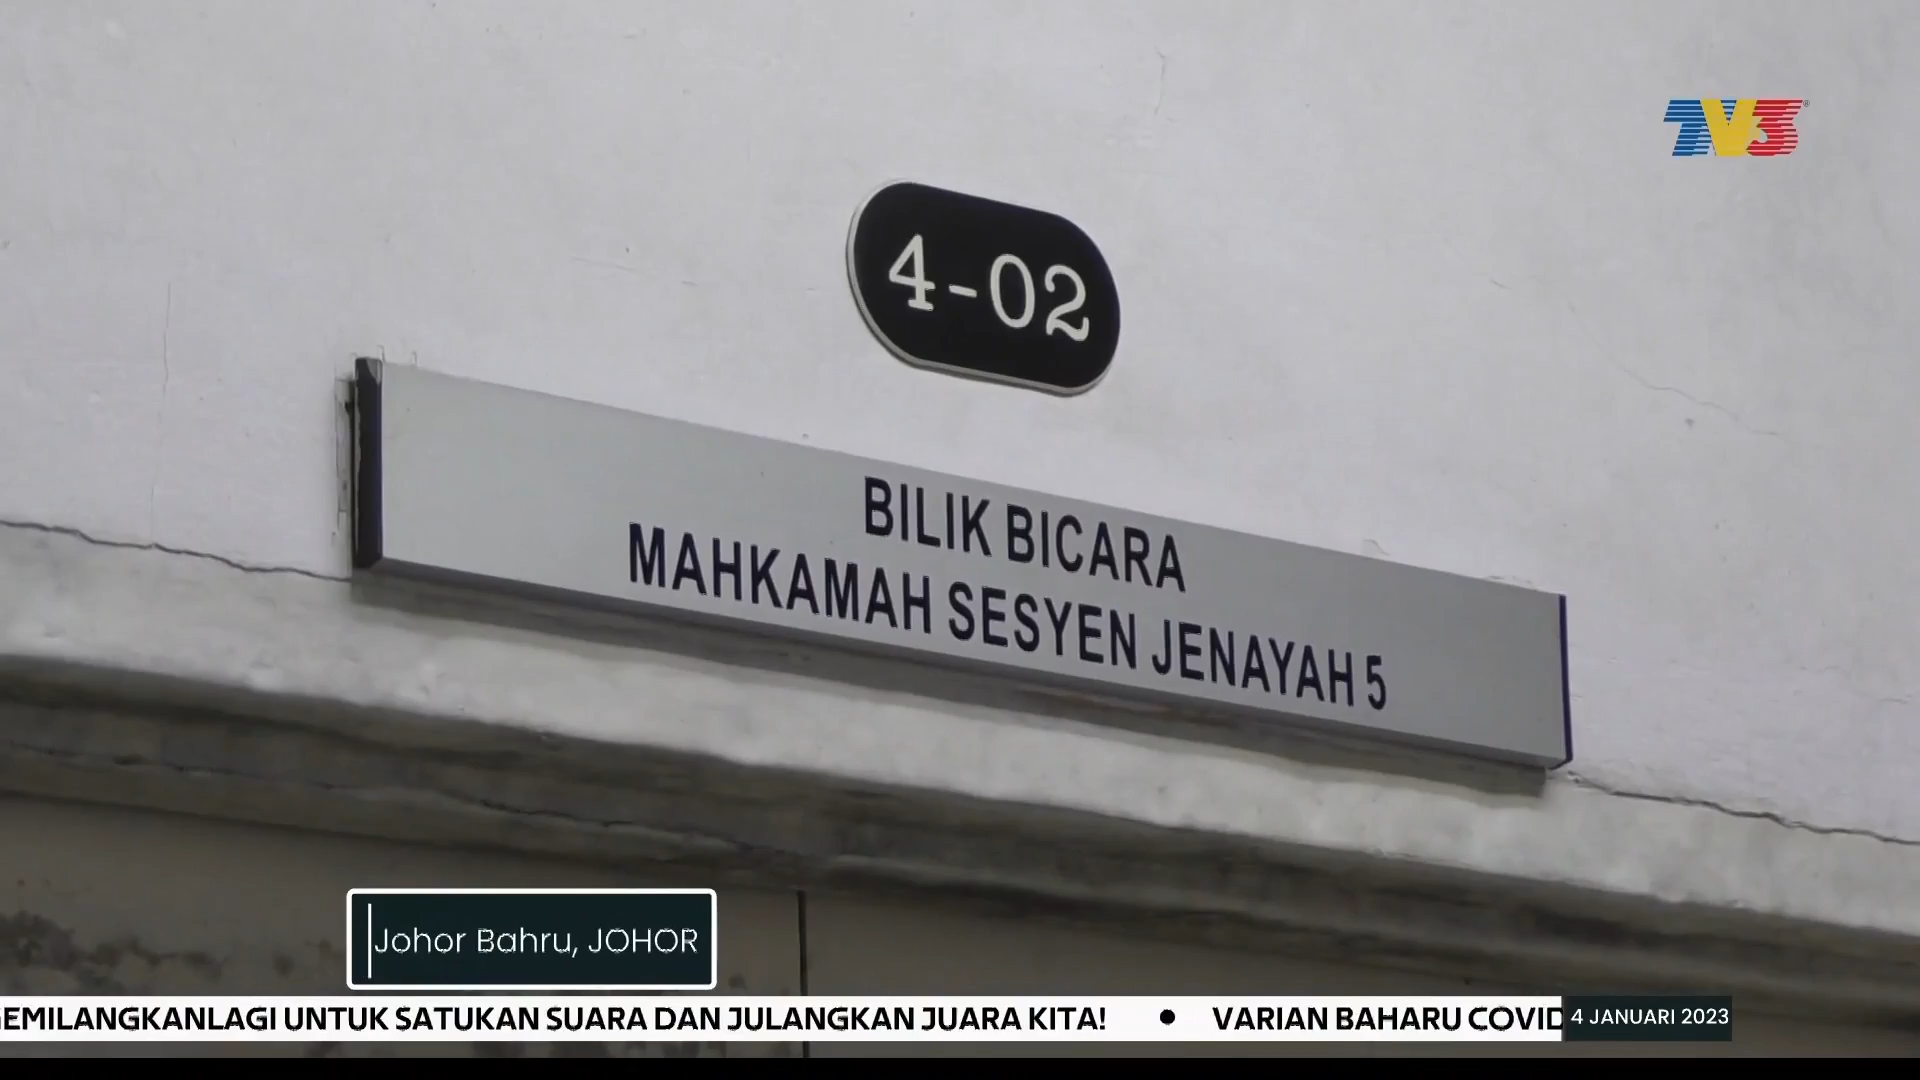 TV3
4-02
BILIK BICARA
MAHKAMAH SESYEN JENAYAH 5
Johor Bahru, JOHOR
GEMILANGKANLAGI UNTUK SATUKAN SUARA DAN JULANGKAN JUARA KITA! • VARIAN BAHARU COVID
4 JANUARI 2023